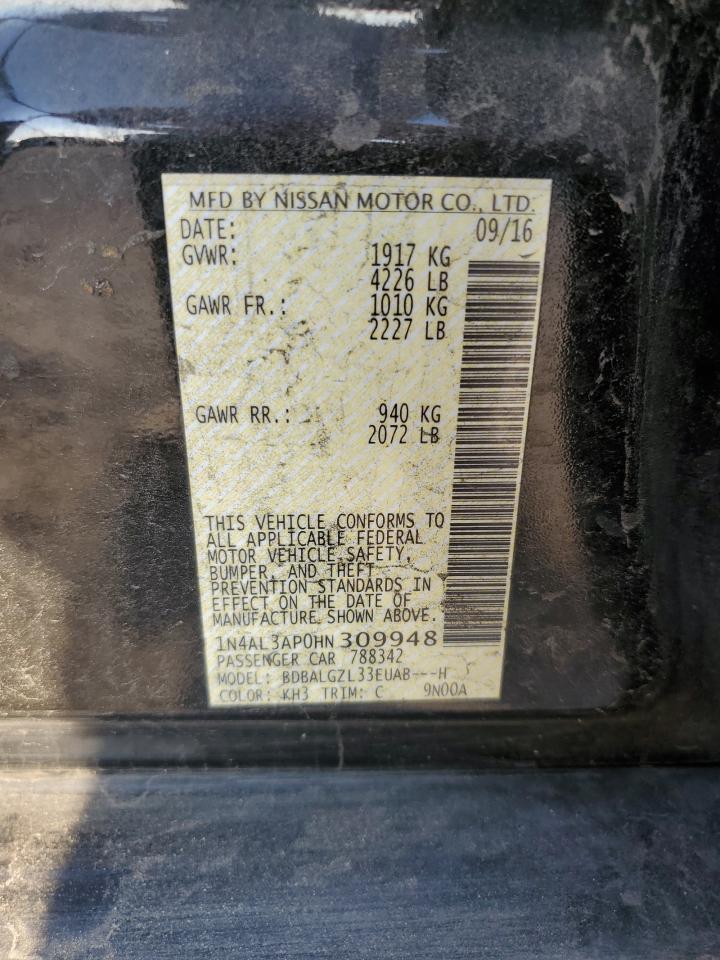 MFD BY NISSAN MOTOR CO., LTD.
DATE: 09/16
GVWR: 1917 KG
4226 LB
GAWR FR.: 1010 KG
2227 LB
GAWR RR.: 940 KG
2072 LB
THIS VEHICLE CONFORMS TO
ALL APPLICABLE FEDERAL
MOTOR VEHICLE SAFETY,
BUMPER, AND THEFT
PREVENTION STANDARDS IN
EFFECT ON THE DATE OF
MANUFACTURE SHOWN ABOVE.
1N4AL3AP0HN 309948
PASSENGER CAR 788342
MODEL: BDBALGZL33EUAB---H
COLOR: KH3 TRIM: C 9N00A